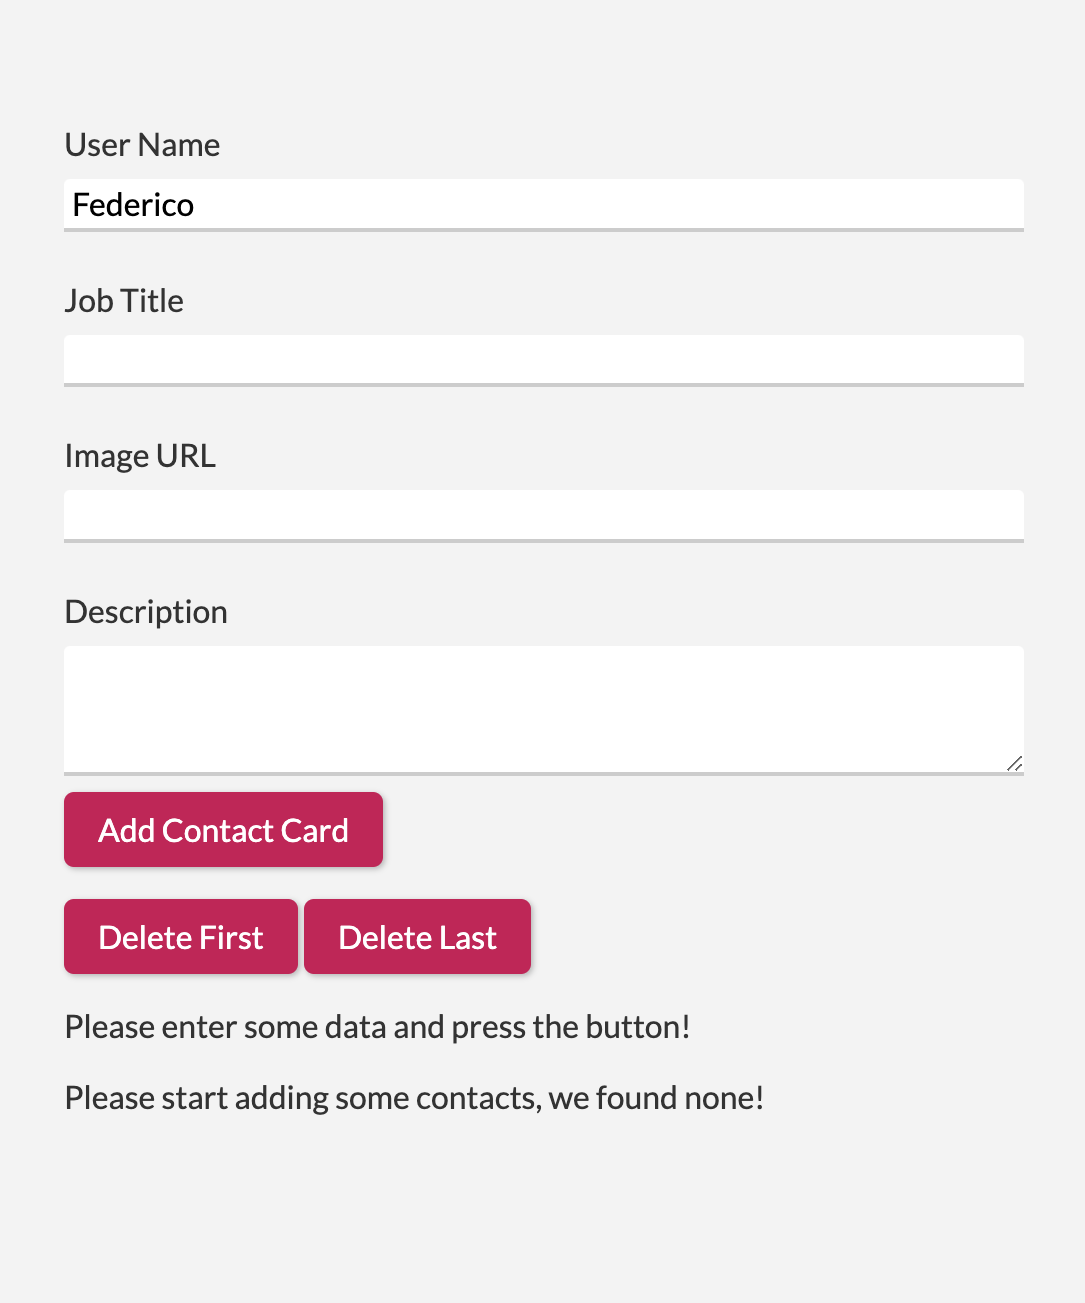 User Name
Federico
Job Title
Image URL
Description
Add Contact Card
Delete First Delete Last
Please enter some data and press the button!
Please start adding some contacts, we found none!